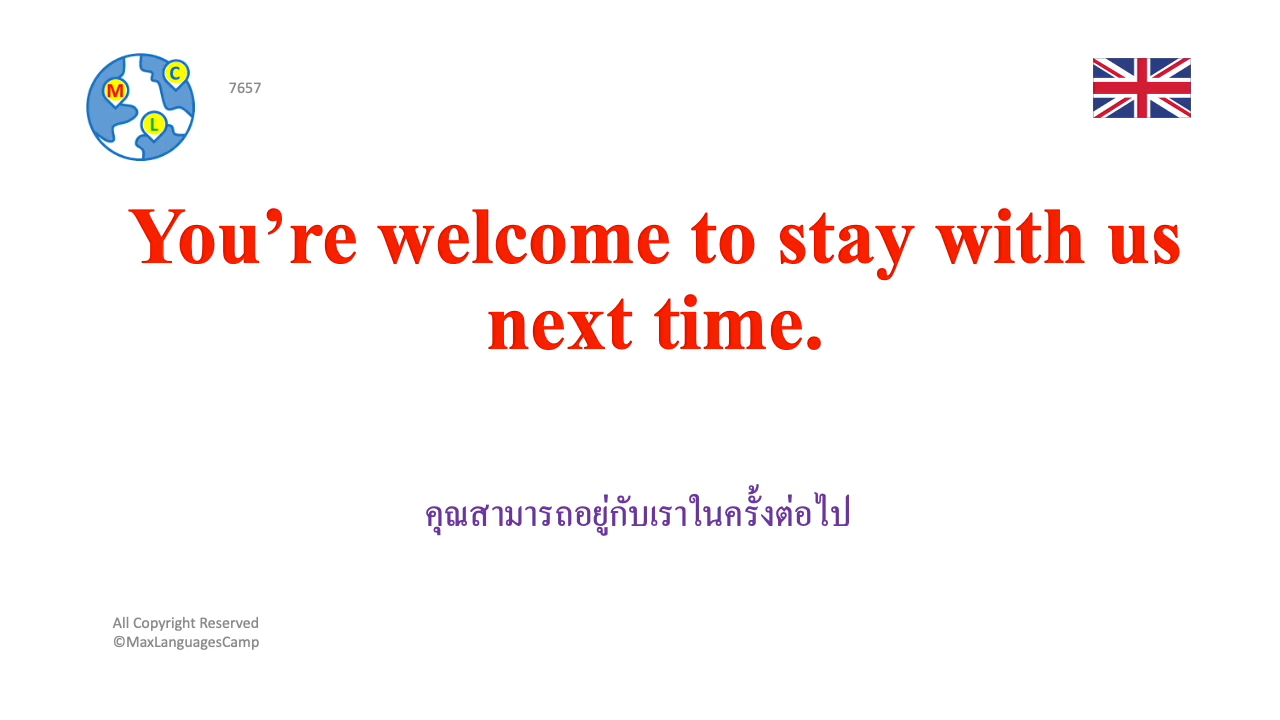 C
M
L
7657
You’re welcome to stay with us
next time.
คุณสามารถอยู่กับเราในครั้งต่อไป
All Copyright Reserved
©MaxLanguagesCamp